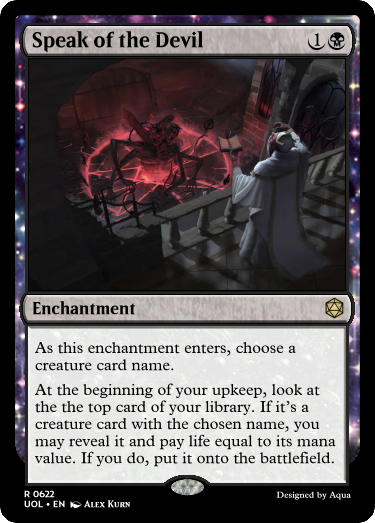 Speak of the Devil 1
Enchantment
As this enchantment enters, choose a
creature card name.
At the beginning of your upkeep, look at
the the top card of your library. If it's a
creature card with the chosen name, you
may reveal it and pay life equal to its mana
value. If you do, put it onto the battlefield.
R 0622
UOL • EN Alex Kurn
Designed by Aqua